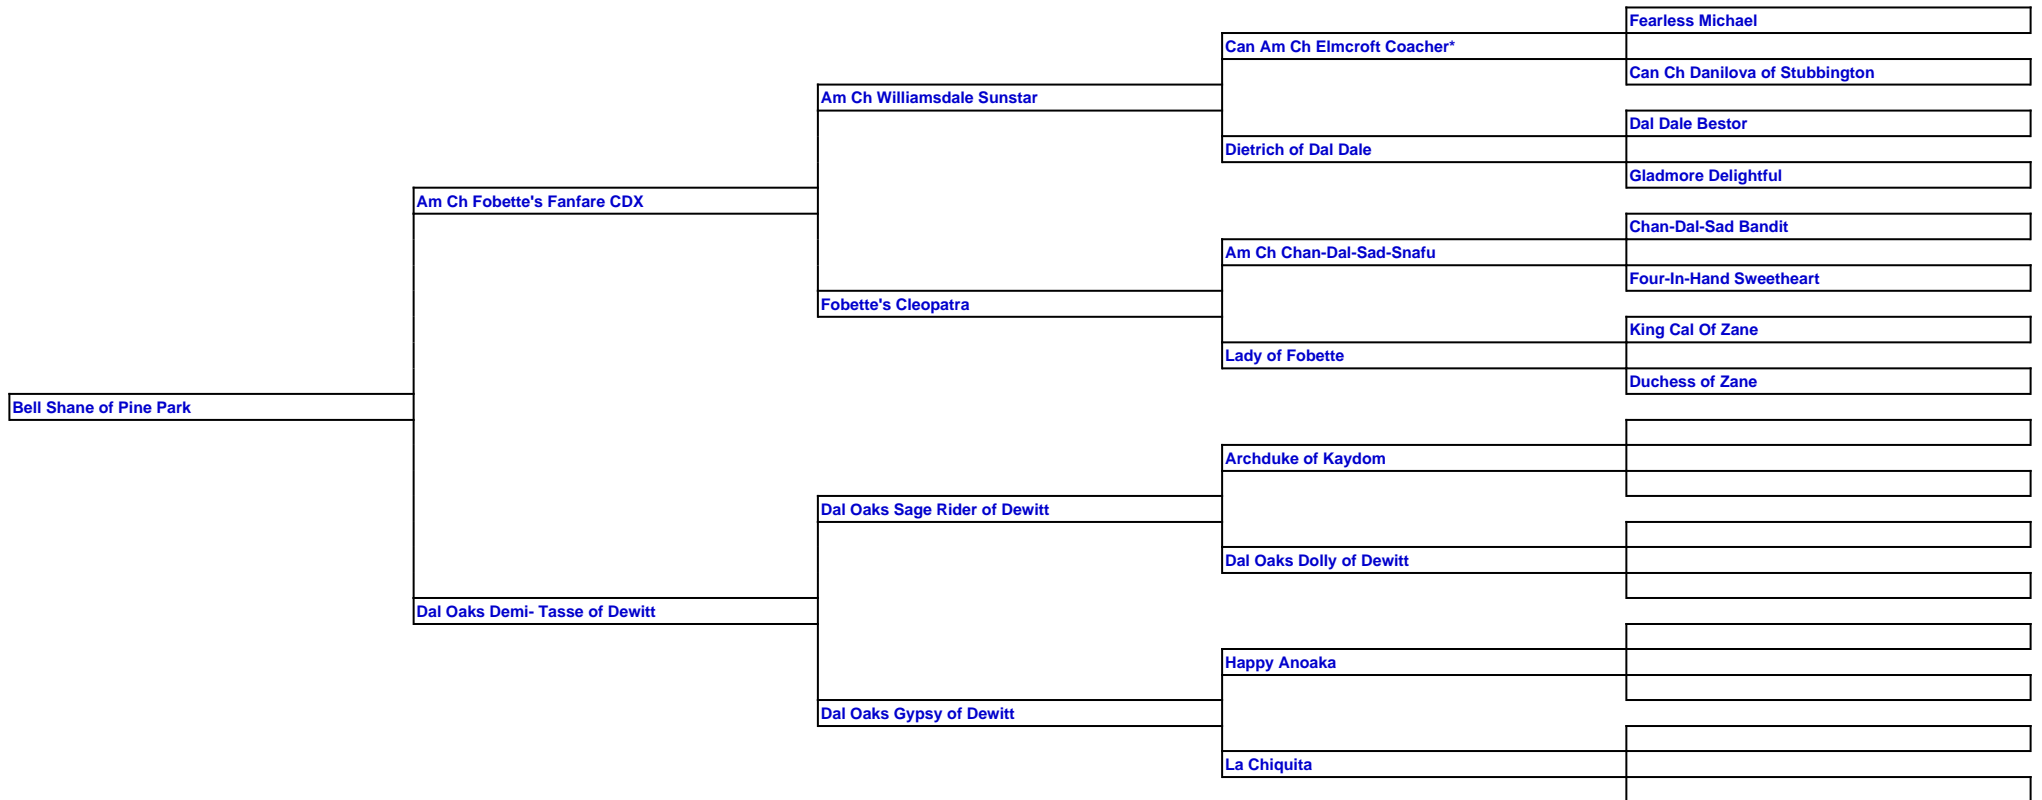 Fearless Michael
Can Am Ch Elmcroft Coacher*
Can Ch Danilova of Stubbington
Am Ch Williamsdale Sunstar
Dal Dale Bestor
Dietrich of Dal Dale
Gladmore Delightful
Am Ch Fobette's Fanfare CDX
Chan-Dal-Sad Bandit
Am Ch Chan-Dal-Sad-Snafu
Four-In-Hand Sweetheart
Fobette's Cleopatra
King Cal Of Zane
Lady of Fobette
Duchess of Zane
Bell Shane of Pine Park
Archduke of Kaydom
Dal Oaks Sage Rider of Dewitt
Dal Oaks Dolly of Dewitt
Dal Oaks Demi- Tasse of Dewitt
Happy Anoaka
Dal Oaks Gypsy of Dewitt
La Chiquita